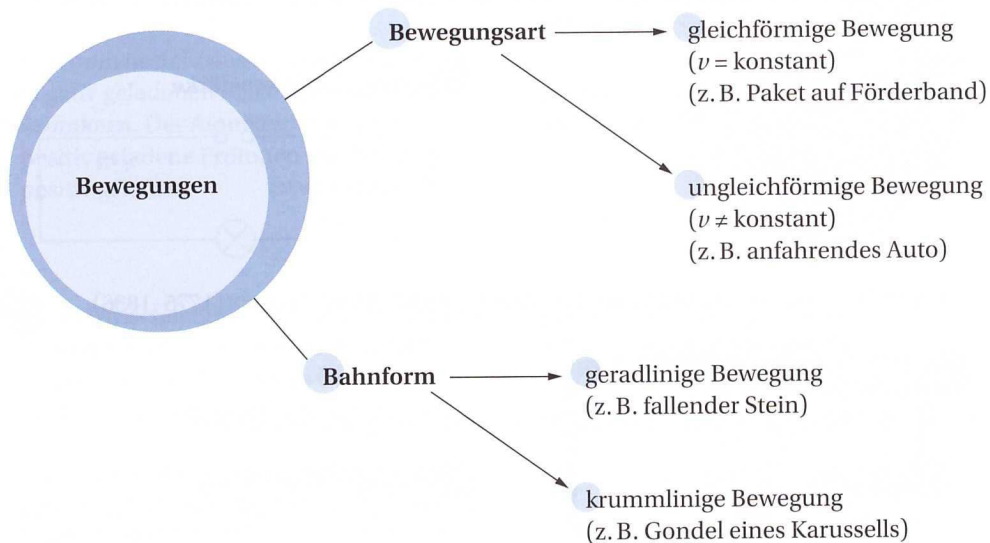 Bewegungen
Bewegungsart
gleichförmige Bewegung
(v = konstant)
(z. B. Paket auf Förderband)
ungleichförmige Bewegung
(v ≠ konstant)
(z. B. anfahrendes Auto)
Bahnform
geradlinige Bewegung
(z. B. fallender Stein)
krummlinige Bewegung
(z. B. Gondel eines Karussells)